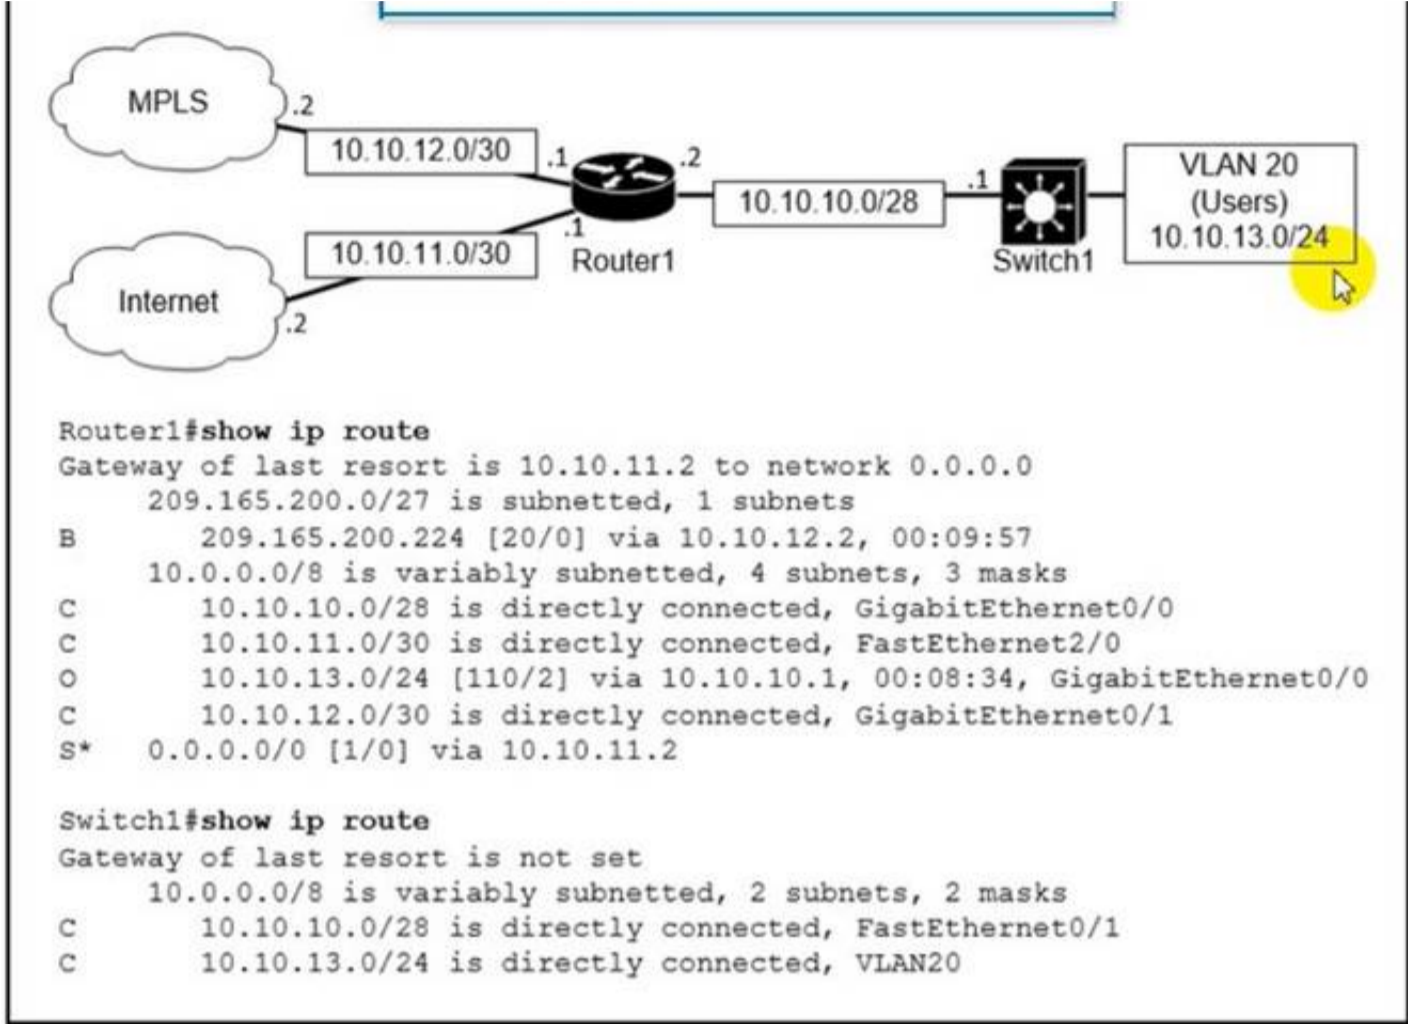 MPLS
.2
10.10.12.0/30
.1
.2
10.10.10.0/28
.1
VLAN 20
(Users)
10.10.13.0/24
Internet
.2
10.10.11.0/30
.1
Router1
Switch1
Router1#show ip route
Gateway of last resort is 10.10.11.2 to network 0.0.0.0
209.165.200.0/27 is subnetted, 1 subnets
B 209.165.200.224 [20/0] via 10.10.12.2, 00:09:57
10.0.0.0/8 is variably subnetted, 4 subnets, 3 masks
C 10.10.10.0/28 is directly connected, GigabitEthernet0/0
C 10.10.11.0/30 is directly connected, FastEthernet2/0
O 10.10.13.0/24 [110/2] via 10.10.10.1, 00:08:34, GigabitEthernet0/0
C 10.10.12.0/30 is directly connected, GigabitEthernet0/1
S* 0.0.0.0/0 [1/0] via 10.10.11.2
Switch1#show ip route
Gateway of last resort is not set
10.0.0.0/8 is variably subnetted, 2 subnets, 2 masks
C 10.10.10.0/28 is directly connected, FastEthernet0/1
C 10.10.13.0/24 is directly connected, VLAN20